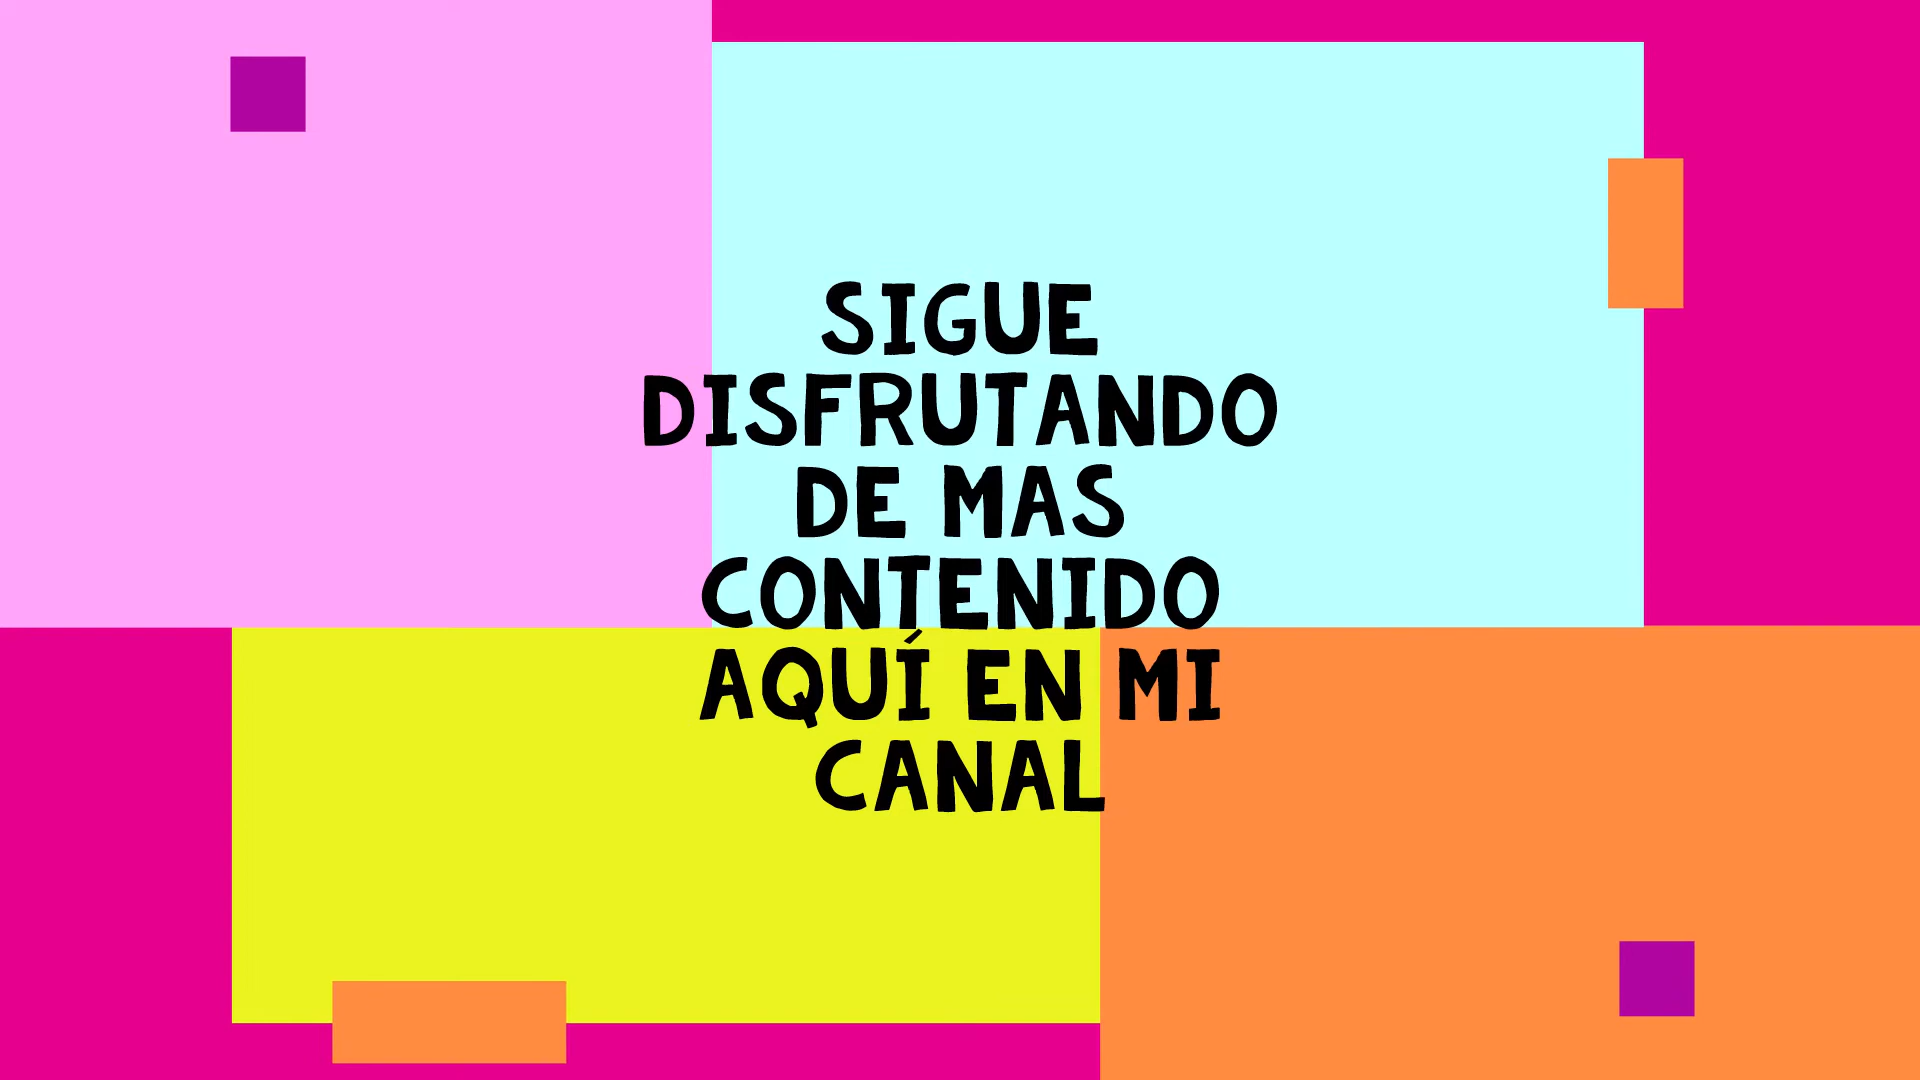 SIGUE
DISFRUTANDO
DE MAS
CONTENIDO
AQUÍ EN MI
CANAL